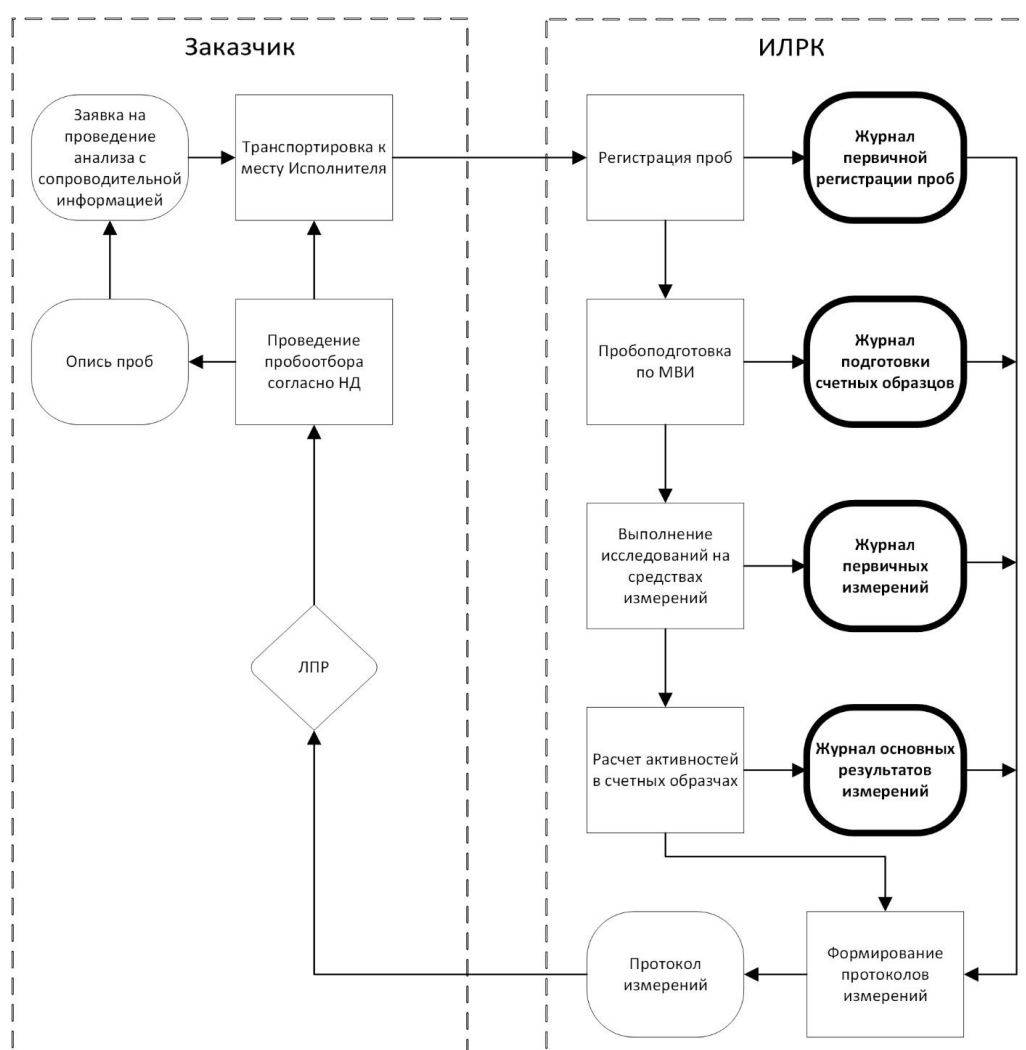 Заказчик
ИЛРК
Заявка на
проведение
анализа с
сопроводительной
информацией
Транспортировка к
месту Исполнителя
Регистрация проб
Журнал
первичной
регистрации проб
Опись проб
Проведение
пробоотбора
согласно НД
Пробоподготовка
по МВИ
Журнал
подготовки
счетных образцов
Выполнение
исследований на
средствах
измерений
Журнал
первичных
измерений
ЛПР
Расчет активностей
в счетных образчах
Журнал основных
результатов
измерений
Протокол
измерений
Формирование
протоколов
измерений